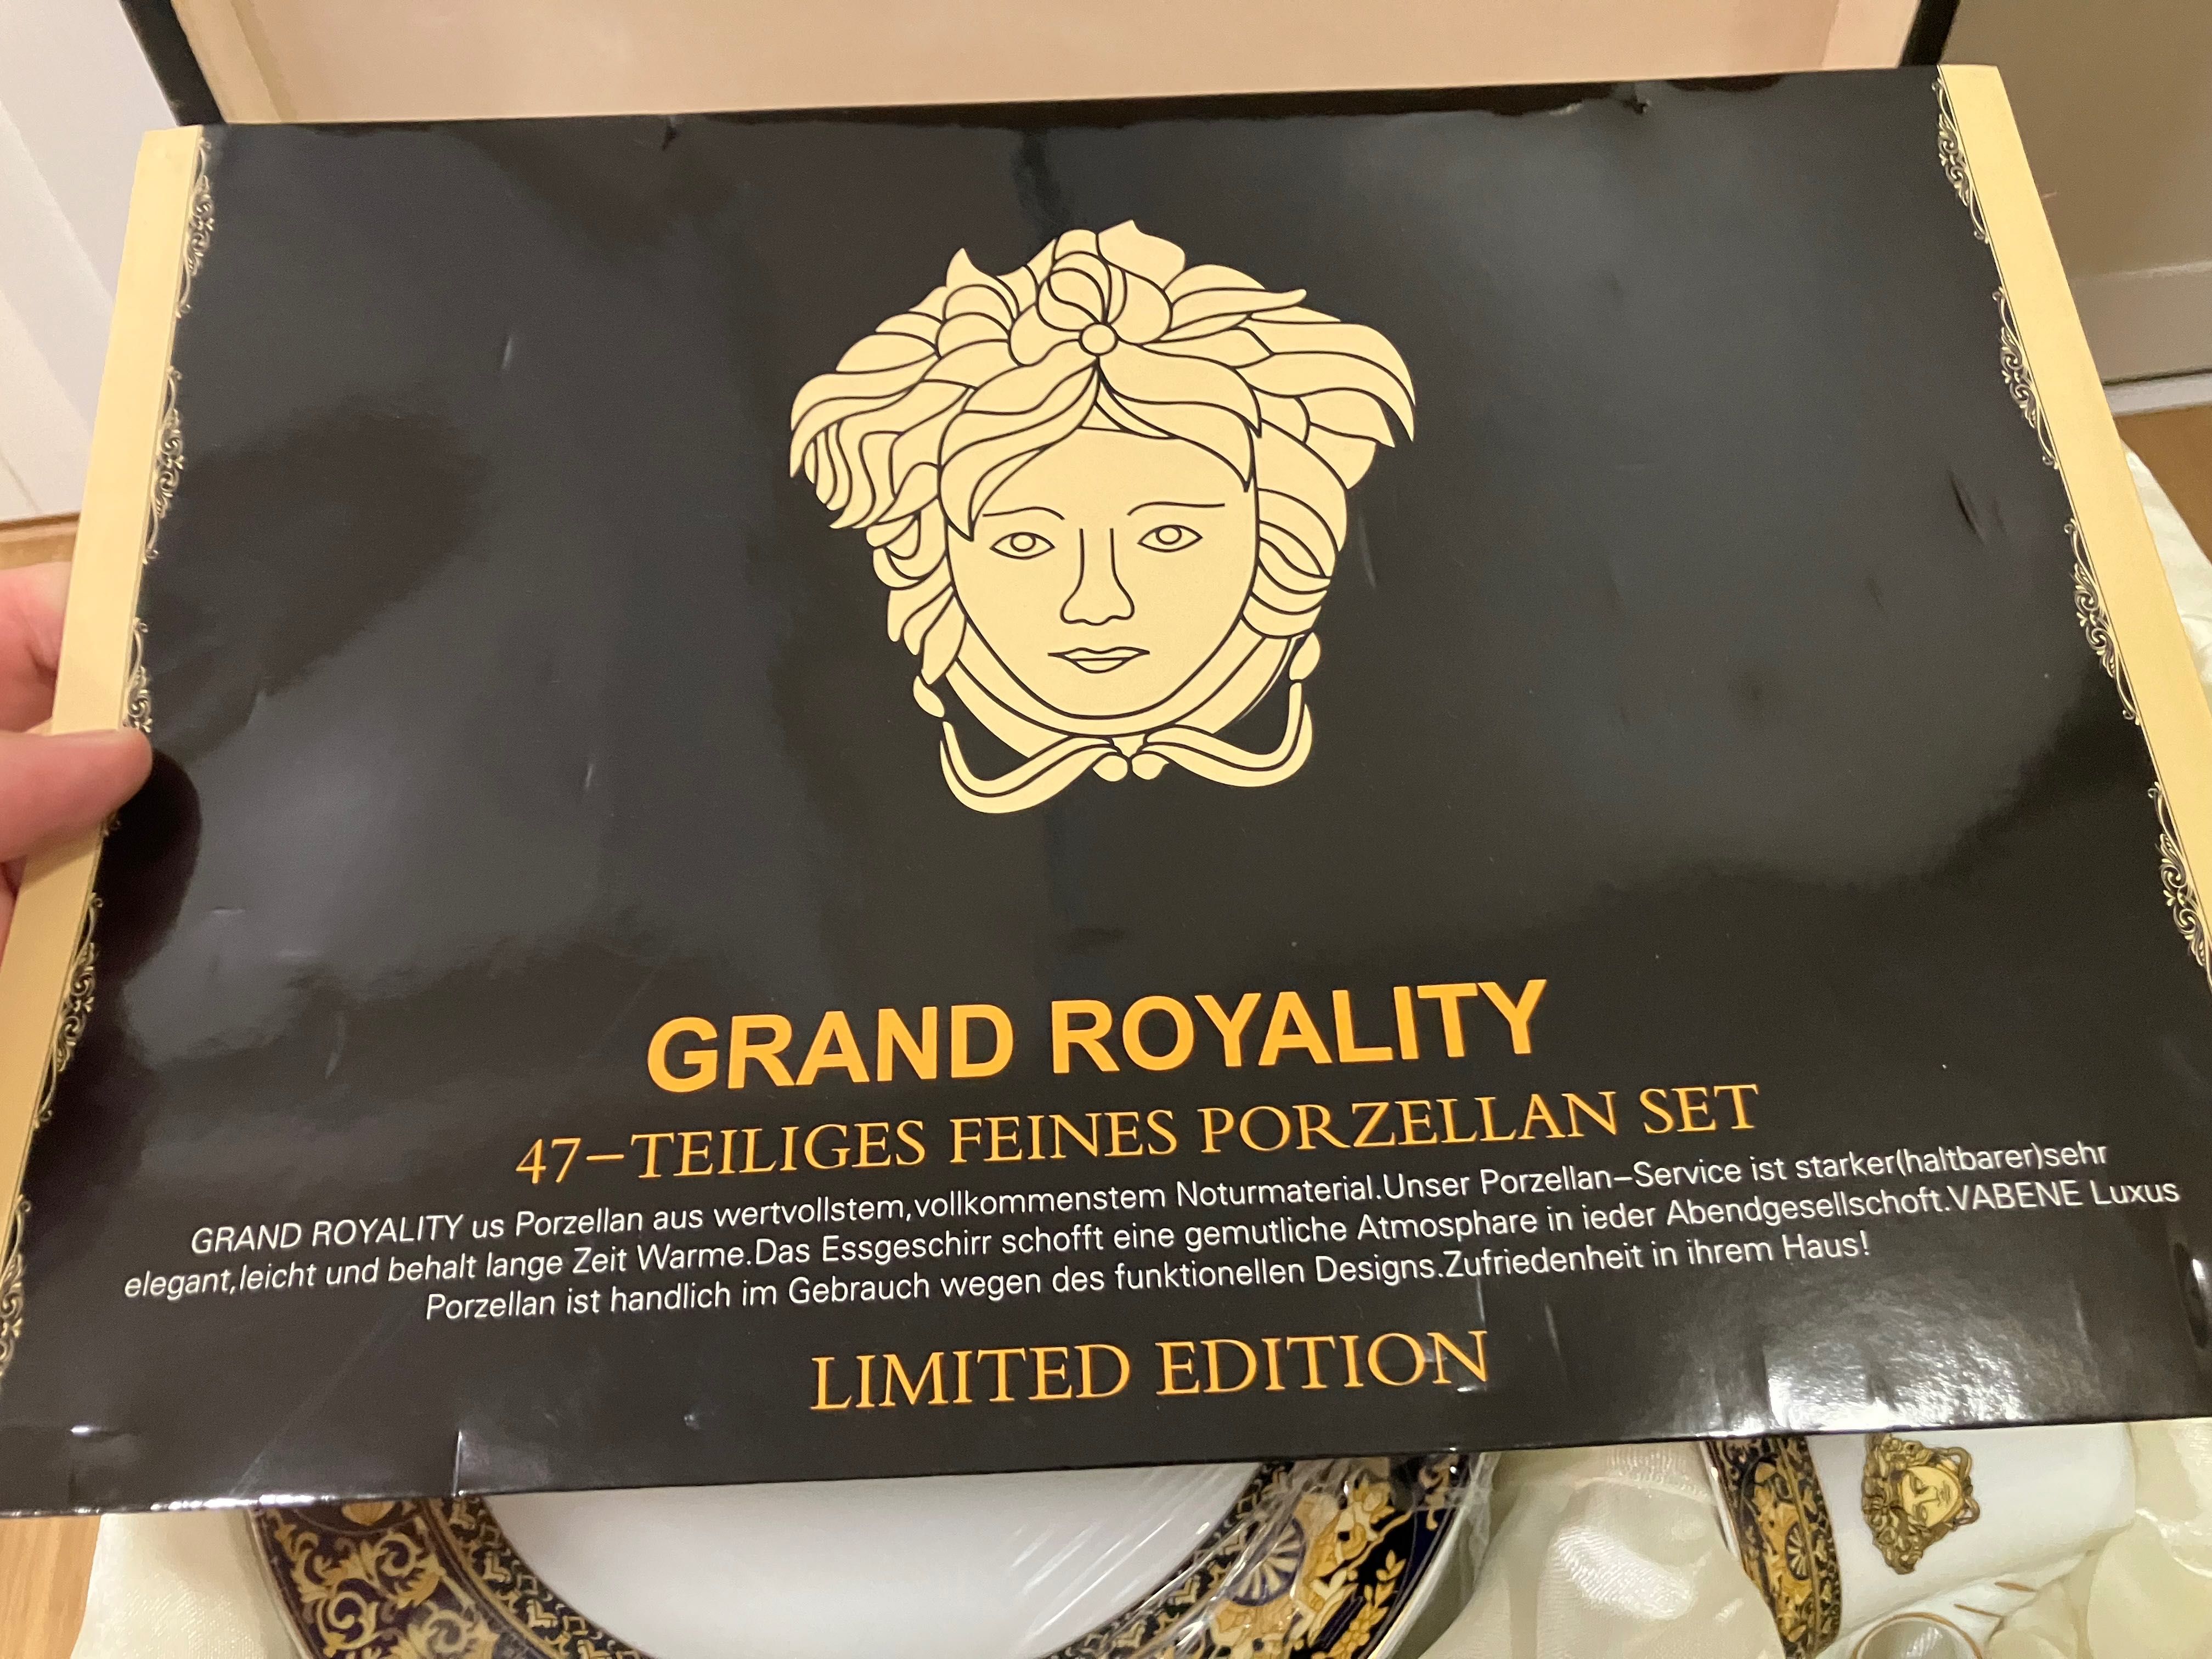 GRAND ROYALITY
47-TEILIGES FEINES PORZELLAN SET
GRAND ROYALITY us Porzellan aus wertvollstem,vollkommenstem Noturmaterial.Unser Porzellan-Service ist starker(haltbarer)sehr
elegant,leicht und behalt lange Zeit Warme.Das Essgeschirr schofft eine gemutliche Atmosphare in ieder Abendgesellschoft.VABENE Luxus
Porzellan ist handlich im Gebrauch wegen des funktionellen Designs.Zufriedenheit in ihrem Haus!
LIMITED EDITION